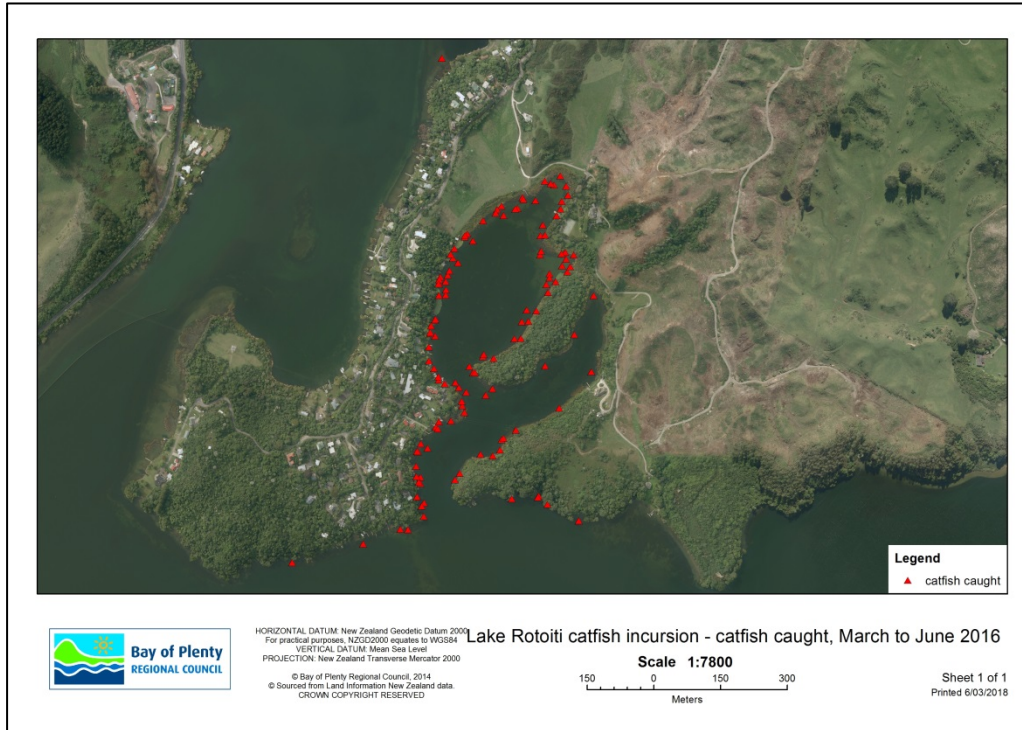 Legend
catfish caught
Bay of Plenty
REGIONAL COUNCIL
HORIZONTAL DATUM: New Zealand Geodetic Datum 2000
For practical purposes, NZGD2000 equates to WGS84
VERTICAL DATUM: Mean Sea Level
PROJECTION: New Zealand Transverse Mercator 2000
© Bay of Plenty Regional Council, 2014
© Sourced from Land Information New Zealand data.
CROWN COPYRIGHT RESERVED
Lake Rotoiti catfish incursion - catfish caught, March to June 2016
Scale 1:7800
150 0 150 300
Meters
Sheet 1 of 1
Printed 6/03/2018